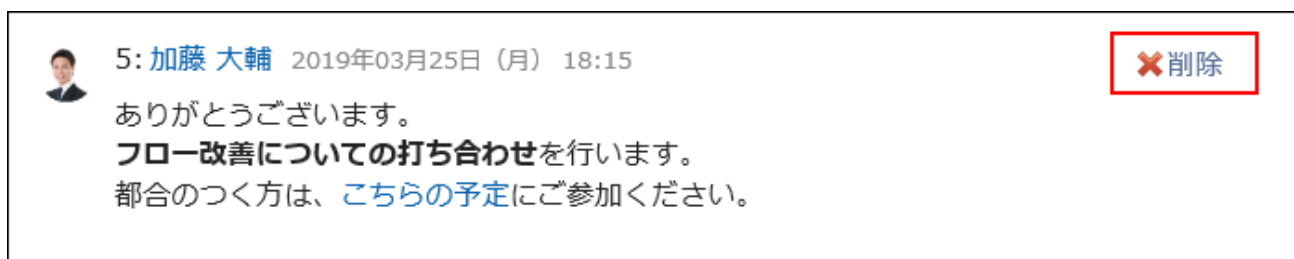 5: 加藤 大輔 2019年03月25日（月） 18:15
削除
ありがとうございます。
フロー改善についての打ち合わせを行います。
都合のつく方は、こちらの予定にご参加ください。